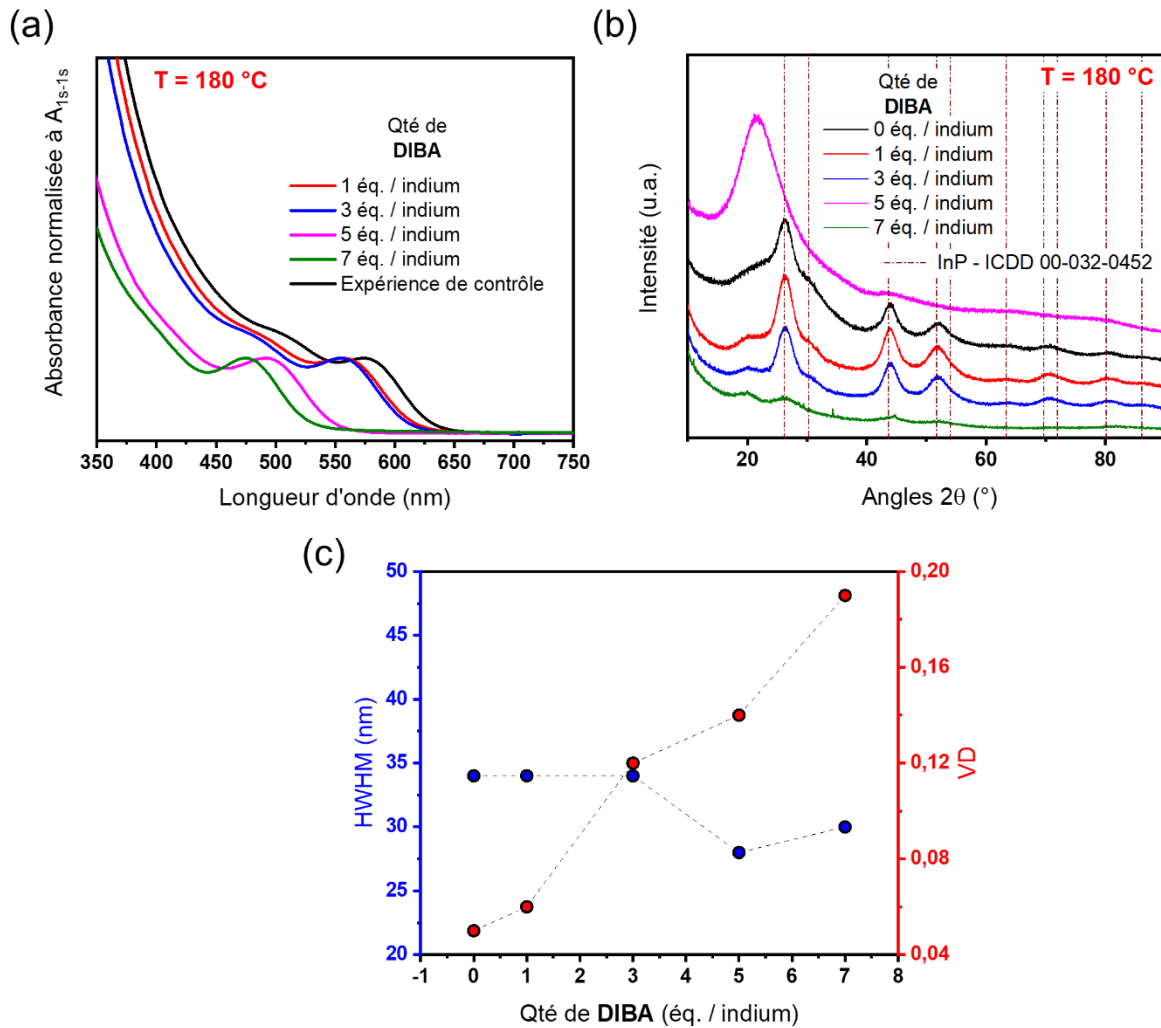 (a)
T = 180 °C
Qté de
DIBA
1 éq. / indium
3 éq. / indium
5 éq. / indium
7 éq. / indium
Expérience de contrôle
Absorbance normalisée à A1s-1s
350 400 450 500 550 600 650 700 750
Longueur d'onde (nm)
(b)
T = 180 °C
Qté de
DIBA
0 éq. / indium
1 éq. / indium
3 éq. / indium
5 éq. / indium
7 éq. / indium
InP - ICDD 00-032-0452
Intensité (u.a.)
20 40 60 80
Angles 2θ (°)
(c)
50
45
40
35
30
25
20
HWHM (nm)
0,20
0,16
0,12
0,08
0,04
VD
-1 0 1 2 3 4 5 6 7 8
Qté de DIBA (éq. / indium)